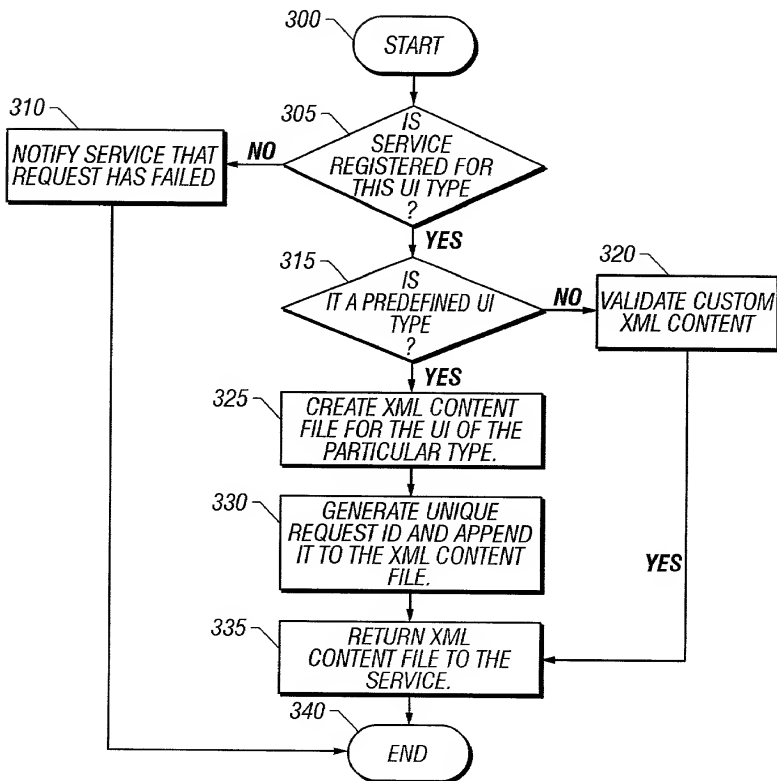 300
START
305
IS
SERVICE
REGISTERED FOR
THIS UI TYPE
?
310
NOTIFY SERVICE THAT
REQUEST HAS FAILED
NO
YES
315
IS
IT A PREDEFINED UI
TYPE
?
NO
320
VALIDATE CUSTOM
XML CONTENT
YES
325
CREATE XML CONTENT
FILE FOR THE UI OF THE
PARTICULAR TYPE.
330
GENERATE UNIQUE
REQUEST ID AND APPEND
IT TO THE XML CONTENT
FILE.
YES
335
RETURN XML
CONTENT FILE TO THE
SERVICE.
340
END